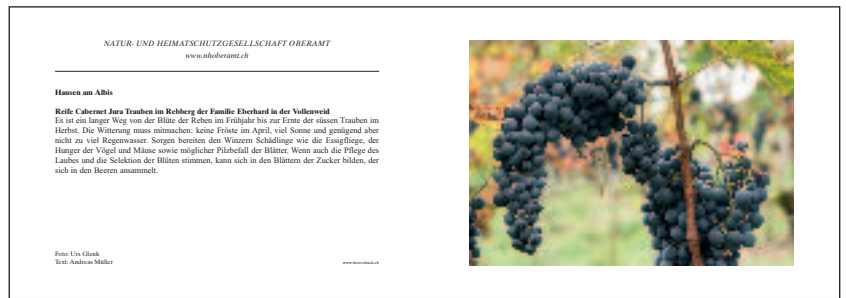 NATUR- UND HEIMATSCHUTZGESELLSCHAFT OBERAMT
www.nhoberamt.ch
Hausen am Albis
Reife Cabernet Jura Trauben im Rebberg der Familie Eberhard in der Vollenweid
Es ist ein langer Weg von der Blüte der Reben im Frühjahr bis zur Ernte der süssen Trauben im
Herbst. Die Witterung muss mitmachen: keine Fröste im April, viel Sonne und genügend aber
nicht zu viel Regenwasser. Sorgen bereiten den Winzern Schädlinge wie die Essigfliege, der
Hunger der Vögel und Mäuse sowie möglicher Pilzbefall der Blätter. Wenn auch die Pflege des
Laubes und die Selektion der Blüten stimmen, kann sich in den Blättern der Zucker bilden, der
sich in den Beeren ansammelt.
Foto: Urs Glenk
Text: Andreas Müller